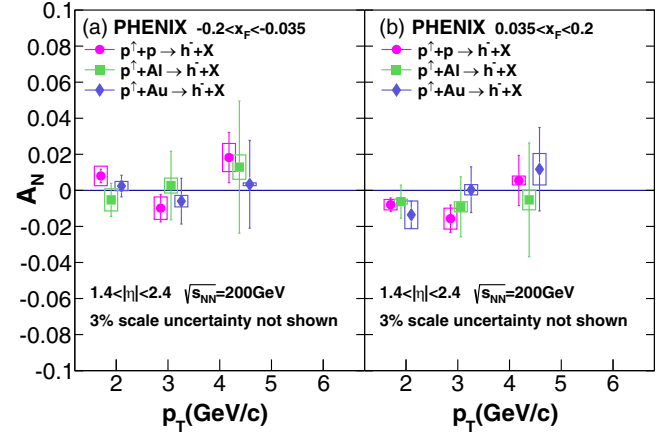 (a) PHENIX -0.2<x_F<-0.035
p↑+p → h⁻+X
p↑+Al → h⁻+X
p↑+Au → h⁻+X
1.4<|η|<2.4 √s_NN=200GeV
3% scale uncertainty not shown
(b) PHENIX 0.035<x_F<0.2
p↑+p → h⁻+X
p↑+Al → h⁻+X
p↑+Au → h⁻+X
1.4<|η|<2.4 √s_NN=200GeV
3% scale uncertainty not shown
A_N
0.1
0.08
0.06
0.04
0.02
0
-0.02
-0.04
-0.06
-0.08
-0.1
2 3 4 5 6
2 3 4 5 6
p_T(GeV/c)
p_T(GeV/c)